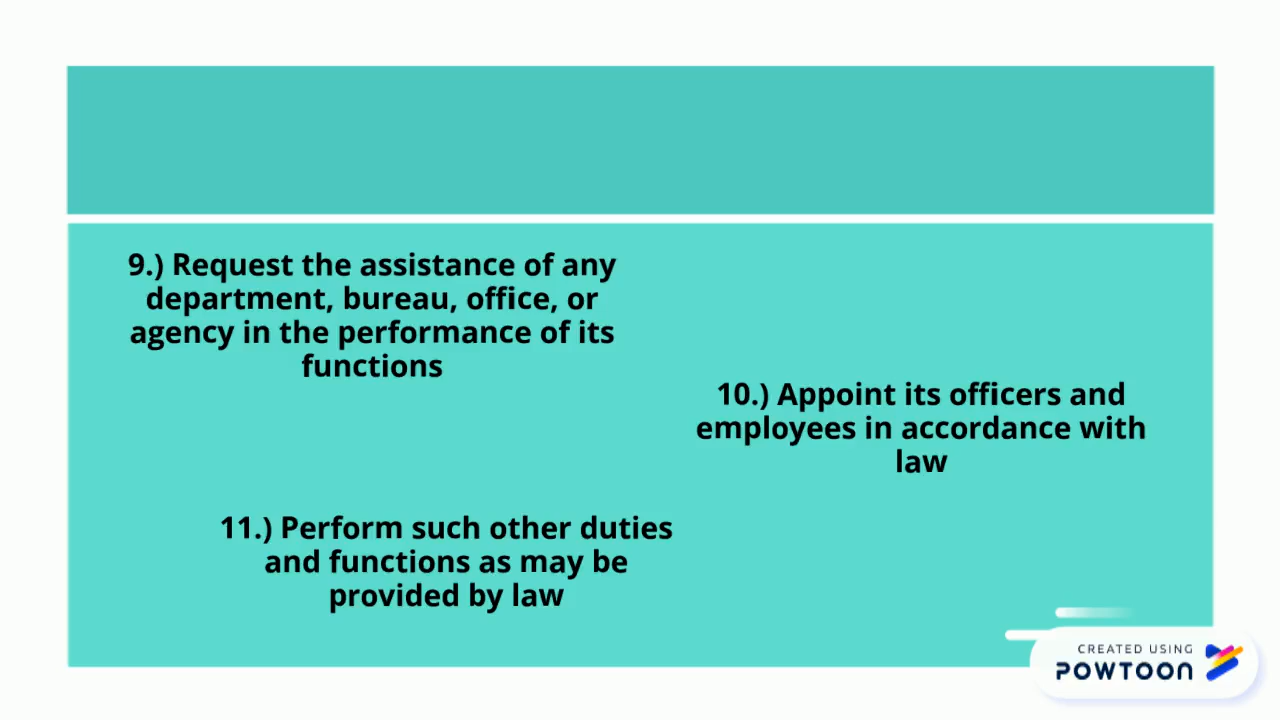 9.) Request the assistance of any
department, bureau, office, or
agency in the performance of its
functions
10.) Appoint its officers and
employees in accordance with
law
11.) Perform such other duties
and functions as may be
provided by law
CREATED USING
POWTOON